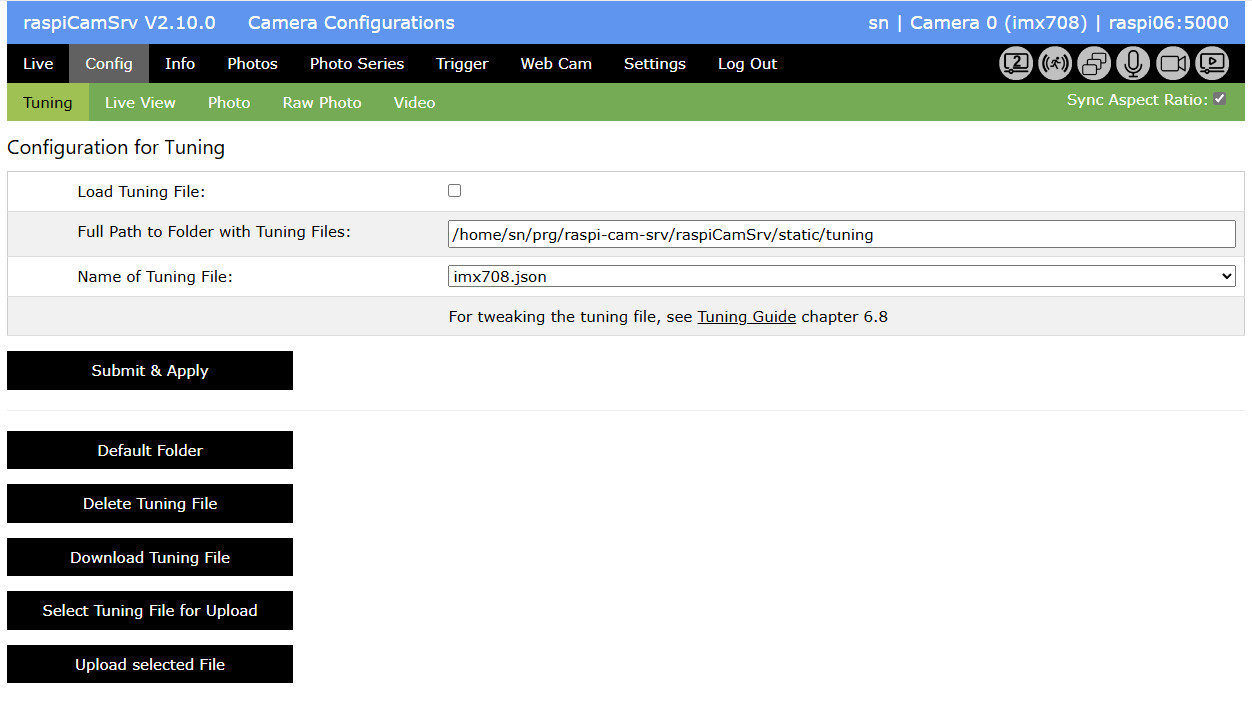 raspiCamSrv V2.10.0 Camera Configurations sn | Camera 0 (imx708) | raspi06:5000
Live Config Info Photos Photo Series Trigger Web Cam Settings Log Out 2
Tuning Live View Photo Raw Photo Video Sync Aspect Ratio:
Configuration for Tuning
Load Tuning File:
Full Path to Folder with Tuning Files: /home/sn/prg/raspi-cam-srv/raspiCamSrv/static/tuning
Name of Tuning File: imx708.json
For tweaking the tuning file, see Tuning Guide chapter 6.8
Submit & Apply
Default Folder
Delete Tuning File
Download Tuning File
Select Tuning File for Upload
Upload selected File